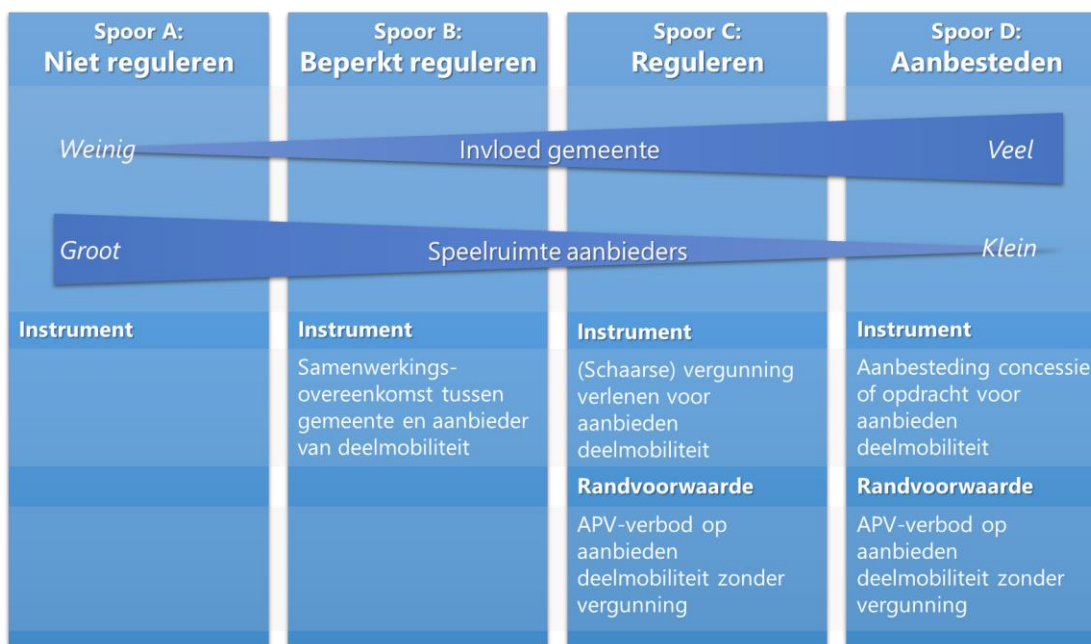 Spoor A:
Niet reguleren
Spoor B:
Beperkt reguleren
Spoor C:
Reguleren
Spoor D:
Aanbesteden
Weinig
Invloed gemeente
Veel
Groot
Speelruimte aanbieders
Klein
Instrument
Instrument
Samenwerkings-
overeenkomst tussen
gemeente en aanbieder
van deelmobiliteit
Instrument
(Schaarse) vergunning
verlenen voor
aanbieden
deelmobiliteit
Randvoorwaarde
APV-verbod op
aanbieden
deelmobiliteit zonder
vergunning
Instrument
Aanbesteding concessie
of opdracht voor
aanbieden
deelmobiliteit
Randvoorwaarde
APV-verbod op
aanbieden
deelmobiliteit zonder
vergunning